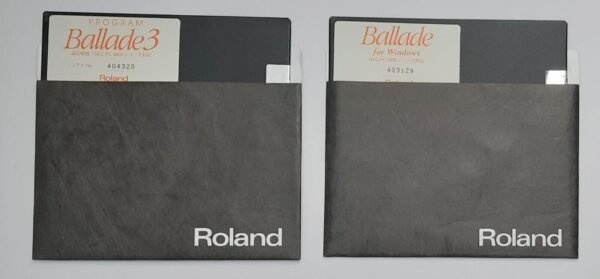 PROGRAM
Ballade3
404320
Roland
Roland
Ballade
for Windows
403129
Roland